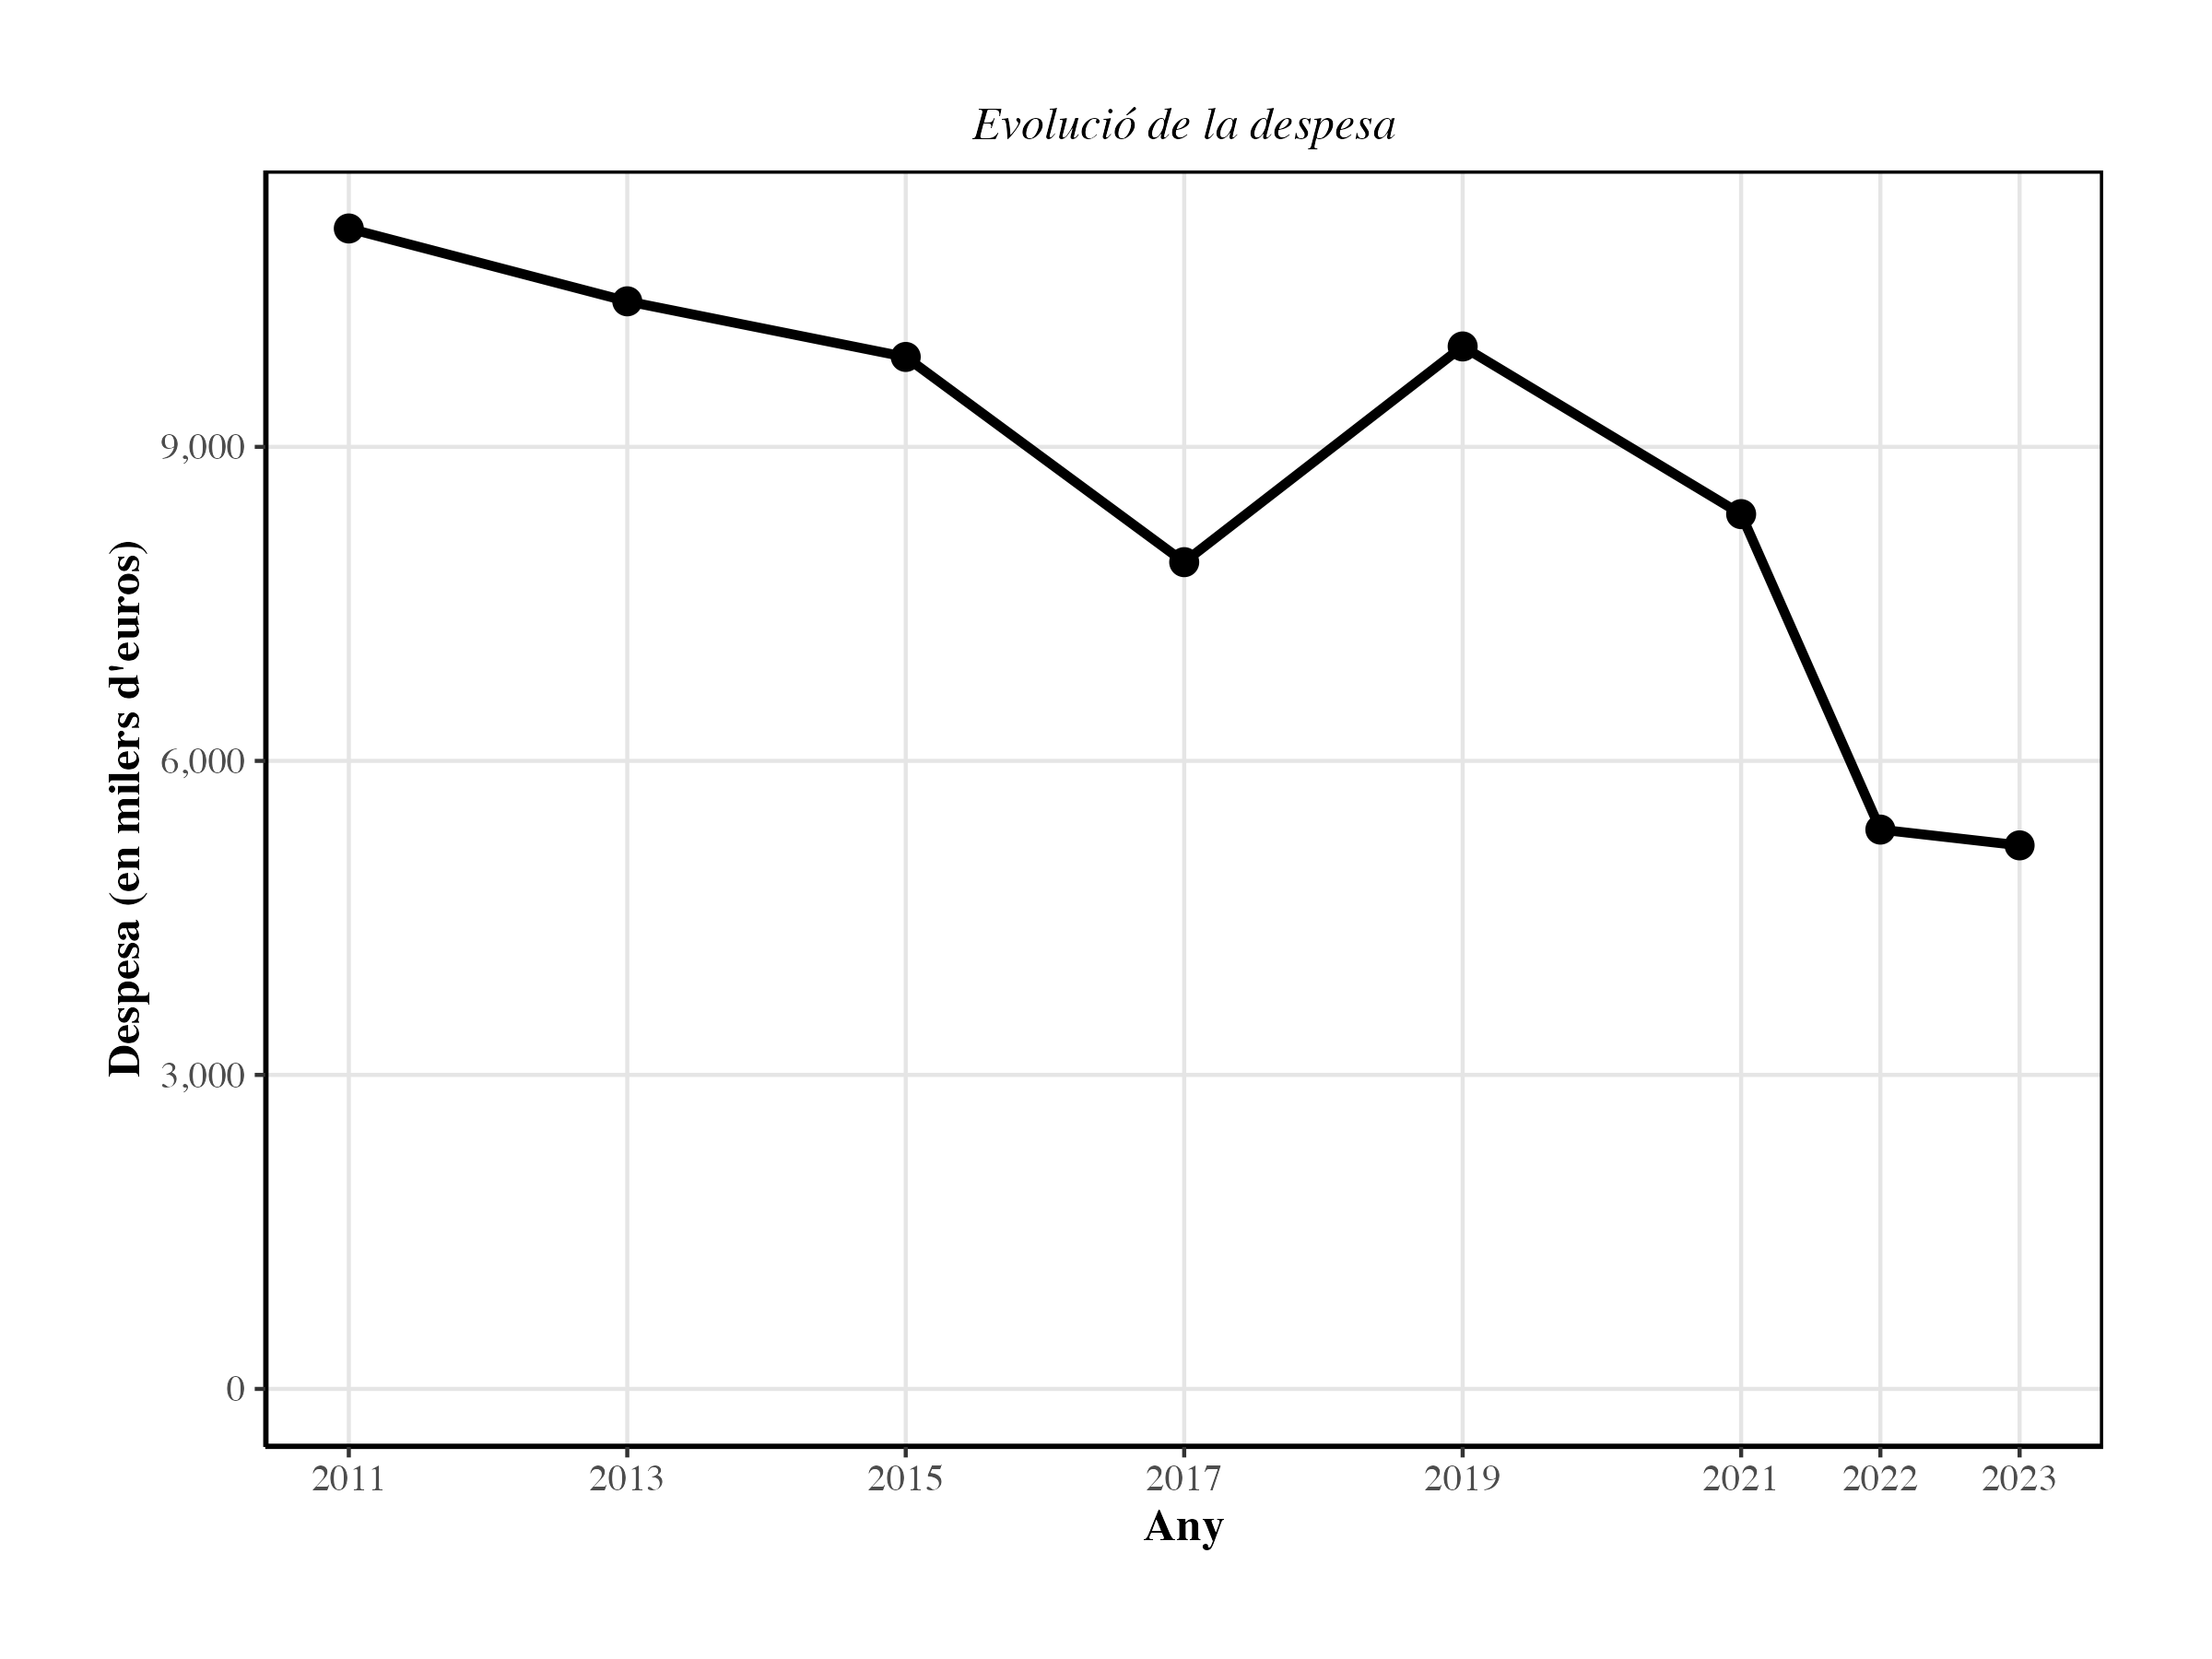 Evolució de la despesa
Despesa (en milers d'euros)
9,000
6,000
3,000
0
2011 2013 2015 2017 2019 2021 2022 2023
Any